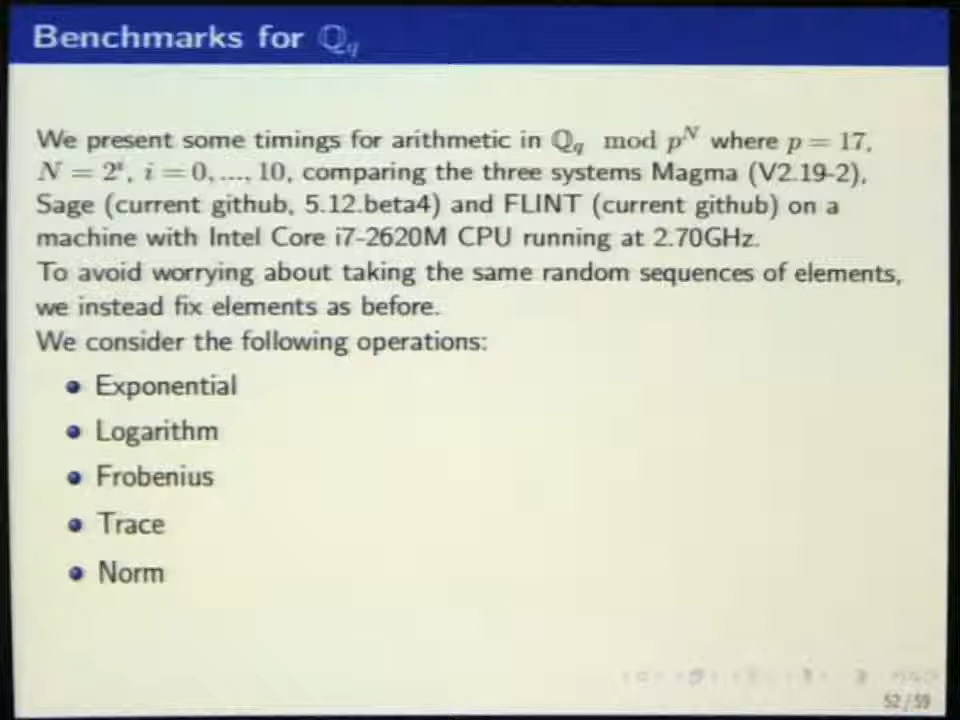 Benchmarks for ℚ_q
We present some timings for arithmetic in ℚ_q mod p^N where p = 17,
N = 2^i, i = 0, ..., 10, comparing the three systems Magma (V2.19-2),
Sage (current github, 5.12.beta4) and FLINT (current github) on a
machine with Intel Core i7-2620M CPU running at 2.70GHz.
To avoid worrying about taking the same random sequences of elements,
we instead fix elements as before.
We consider the following operations:
• Exponential
• Logarithm
• Frobenius
• Trace
• Norm
52 / 59